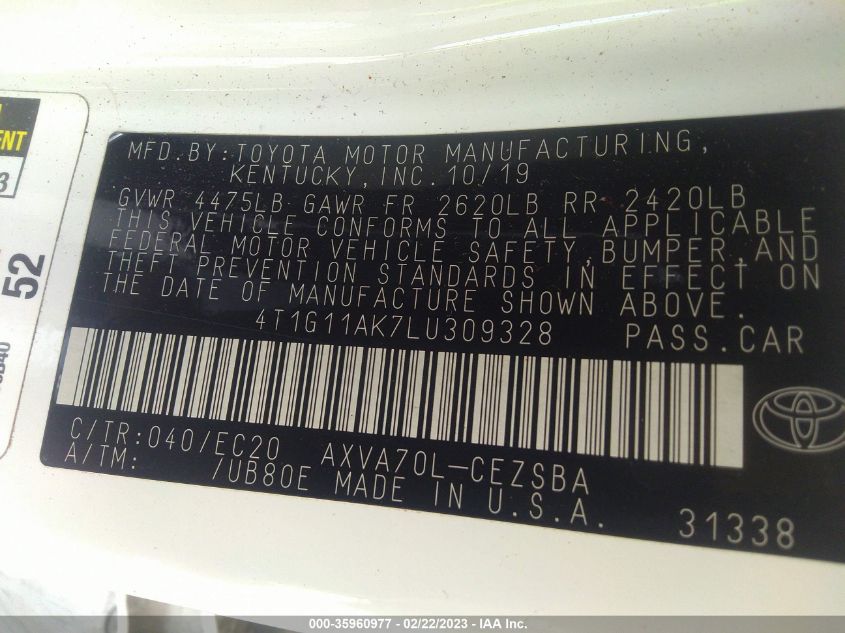 ENT
3
52
MFD.BY:TOYOTA MOTOR MANUFACTURING,
KENTUCKY,INC. 10/19
GVWR 4475LB GAWR FR 2620LB RR 2420LB
THIS VEHICLE CONFORMS TO ALL APPLICABLE
FEDERAL MOTOR VEHICLE SAFETY,BUMPER,AND
THEFT PREVENTION STANDARDS IN EFFECT ON
THE DATE OF MANUFACTURE SHOWN ABOVE.
4T1G11AK7LU309328 PASS.CAR
C/TR:040/EC20 AXVA70L-CEZSBA
A/TM: /UB80E MADE IN U.S.A.
31338
000-35960977 - 02/22/2023 - IAA Inc.